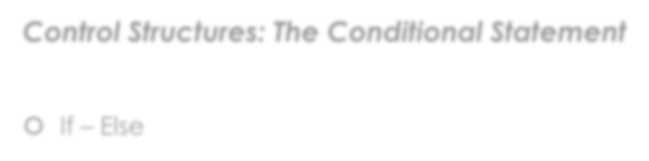 Control Structures: The Conditional Statement
If – Else